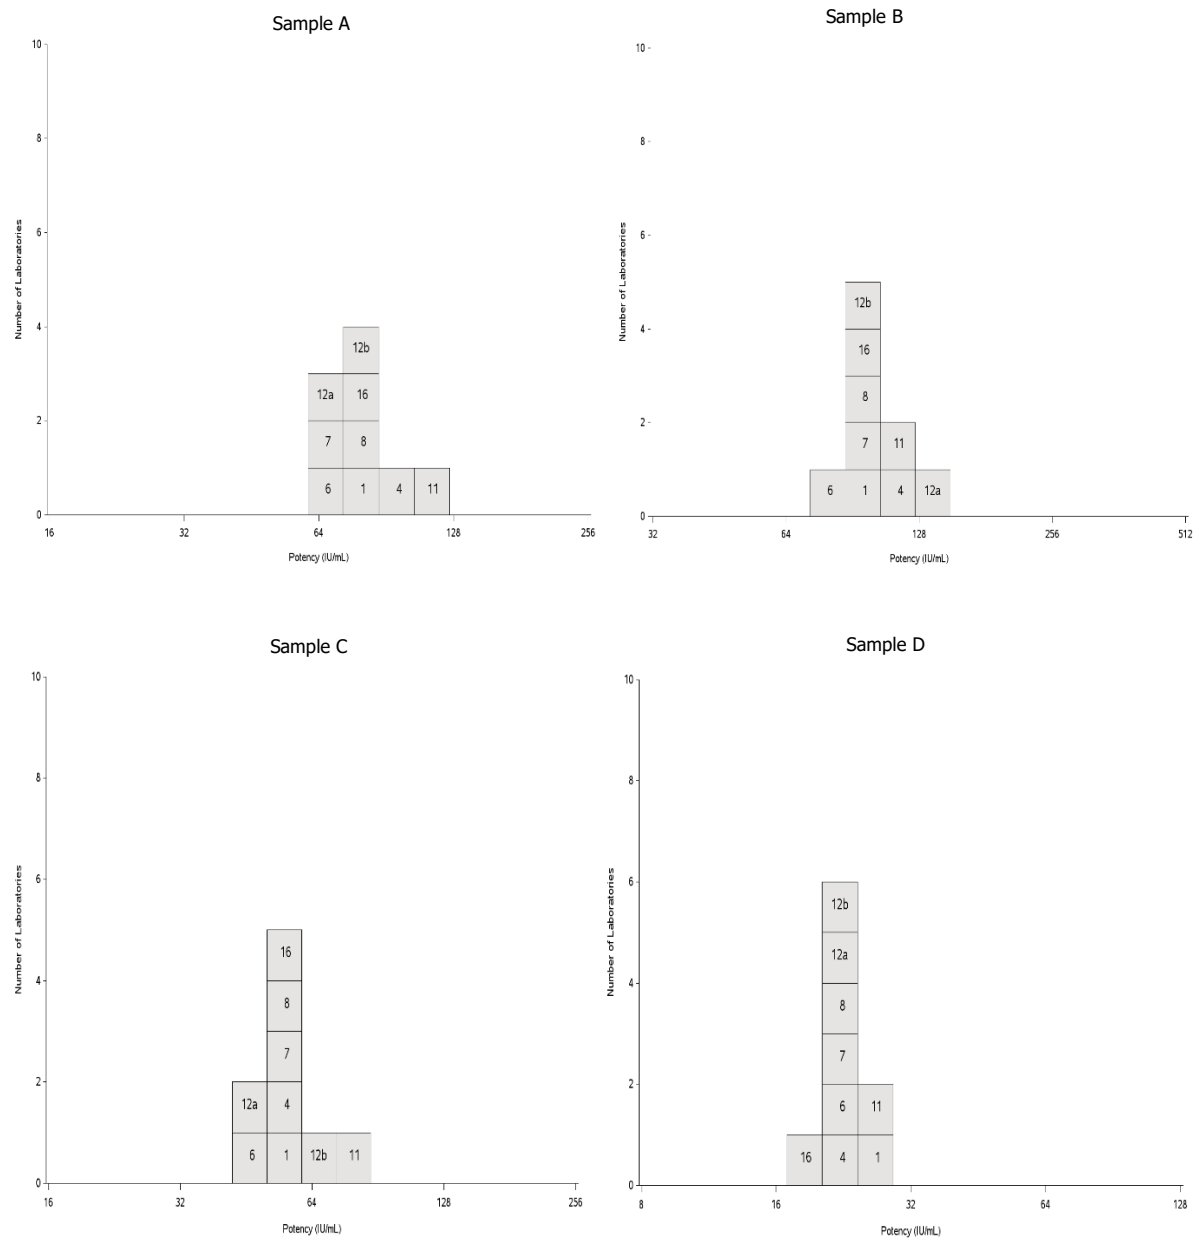 Sample A
10
8
6
4
2
0
Number of Laboratories
12b
12a 16
7 8
6 1 4 11
16 32 64 128 256
Potency (IU/mL)
Sample B
10
8
6
4
2
0
Number of Laboratories
12b
16
8
7 11
6 1 4 12a
32 64 128 256 512
Potency (IU/mL)
Sample C
10
8
6
4
2
0
Number of Laboratories
16
8
7
12a 4
6 1 12b 11
16 32 64 128 256
Potency (IU/mL)
Sample D
10
8
6
4
2
0
Number of Laboratories
12b
12a
8
7
6 11
16 4 1
8 16 32 64 128
Potency (IU/mL)